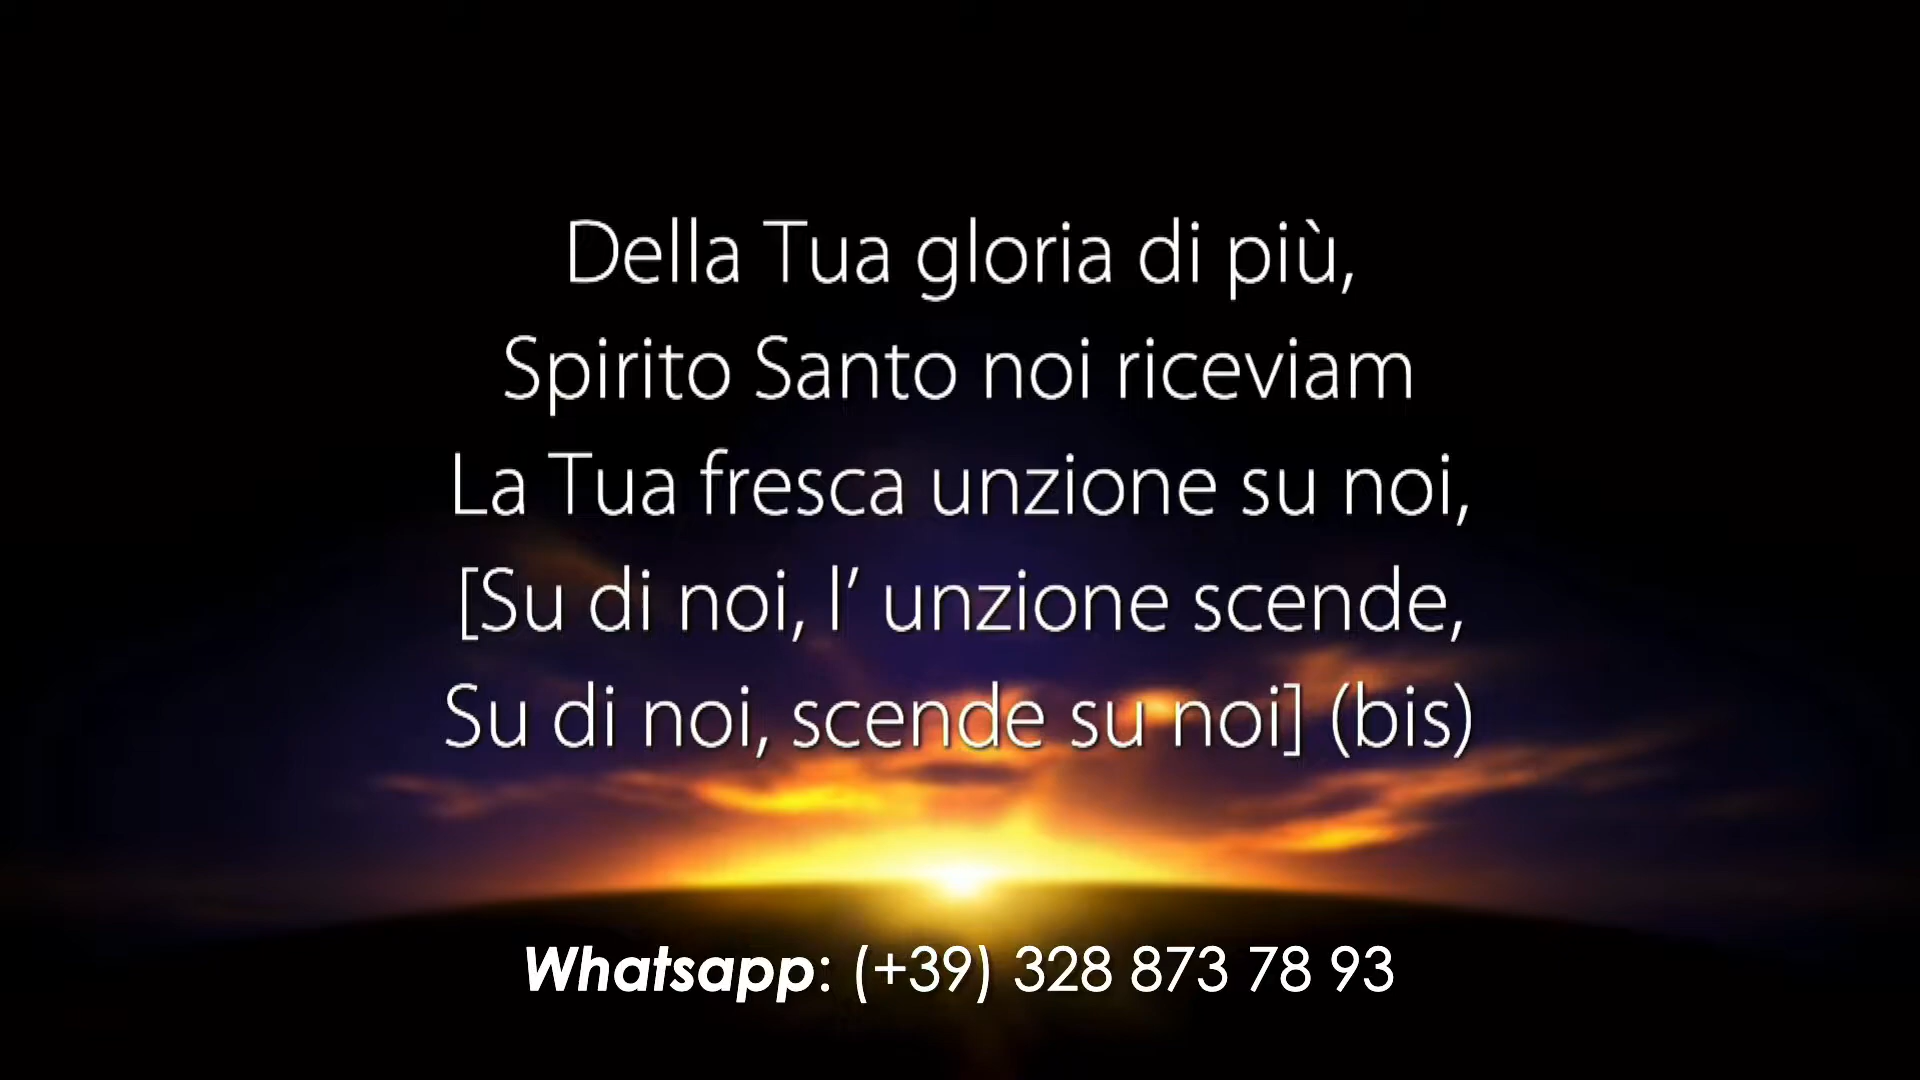 Della Tua gloria di più,
Spirito Santo noi riceviam
La Tua fresca unzione su noi,
[Su di noi, l’ unzione scende,
Su di noi, scende su noi] (bis)
Whatsapp: (+39) 328 873 78 93